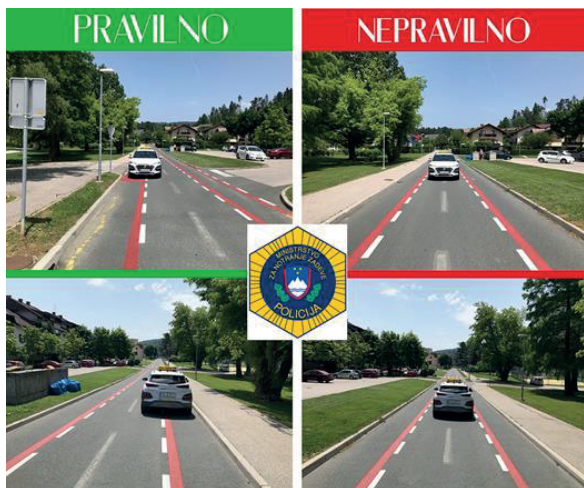 PRAVILNO
NEPRAVILNO
MINISTRSTVO
ZA NOTRANJE ZADEVE
POLICIJA